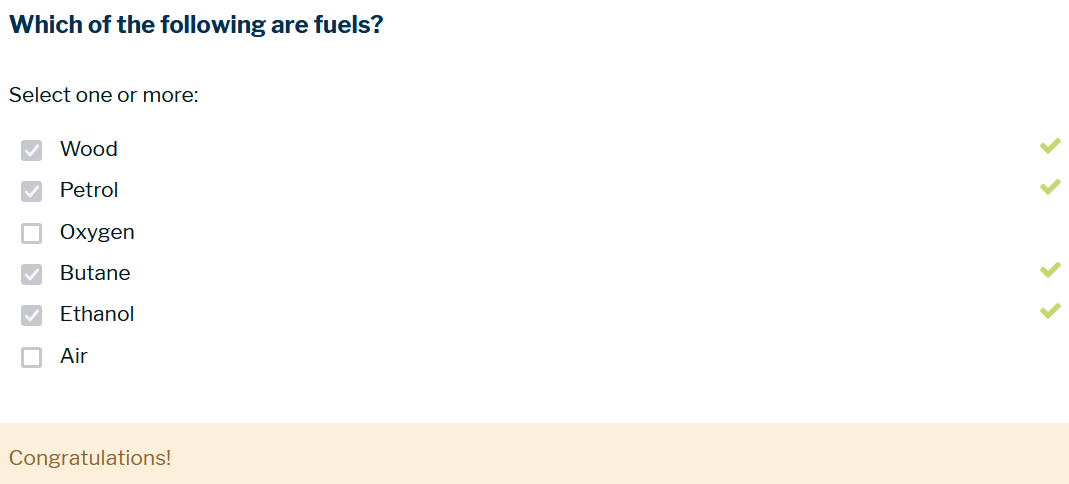 Which of the following are fuels?
Select one or more:
Wood
Petrol
Oxygen
Butane
Ethanol
Air
Congratulations!